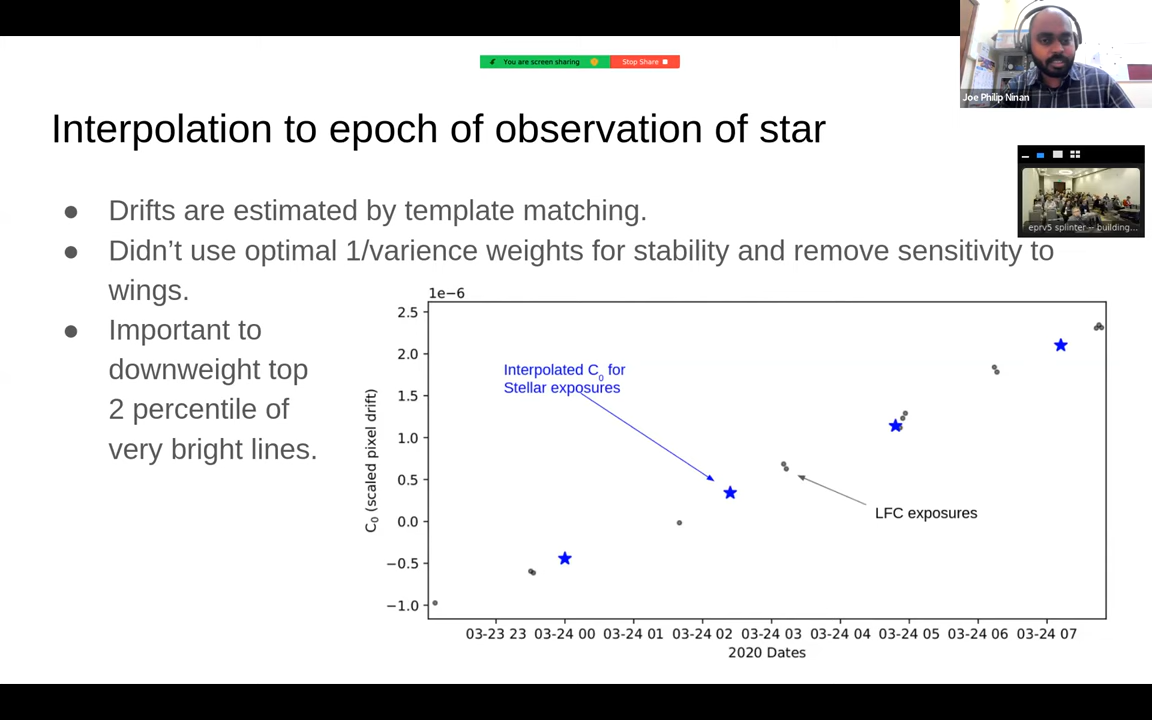 You are screen sharing Stop Share
Joe Philip Ninan
Interpolation to epoch of observation of star
eprv5 splinter – building...
● Drifts are estimated by template matching.
● Didn’t use optimal 1/varience weights for stability and remove sensitivity to
wings.
● Important to
downweight top
2 percentile of
very bright lines.
1e−6
2.5
2.0
1.5
1.0
0.5
0.0
−0.5
−1.0
C0 (scaled pixel drift)
Interpolated C0 for
Stellar exposures
LFC exposures
03-23 23 03-24 00 03-24 01 03-24 02 03-24 03 03-24 04 03-24 05 03-24 06 03-24 07
2020 Dates